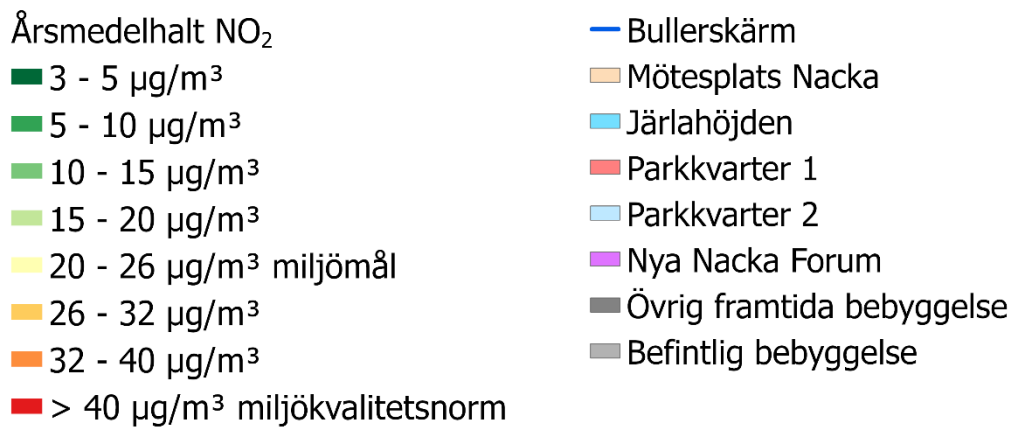 Årsmedelhalt NO₂
3 - 5 µg/m³
5 - 10 µg/m³
10 - 15 µg/m³
15 - 20 µg/m³
20 - 26 µg/m³ miljömål
26 - 32 µg/m³
32 - 40 µg/m³
> 40 µg/m³ miljökvalitetsnorm
Bullerskärm
Mötesplats Nacka
Järlahöjden
Parkkvarter 1
Parkkvarter 2
Nya Nacka Forum
Övrig framtida bebyggelse
Befintlig bebyggelse